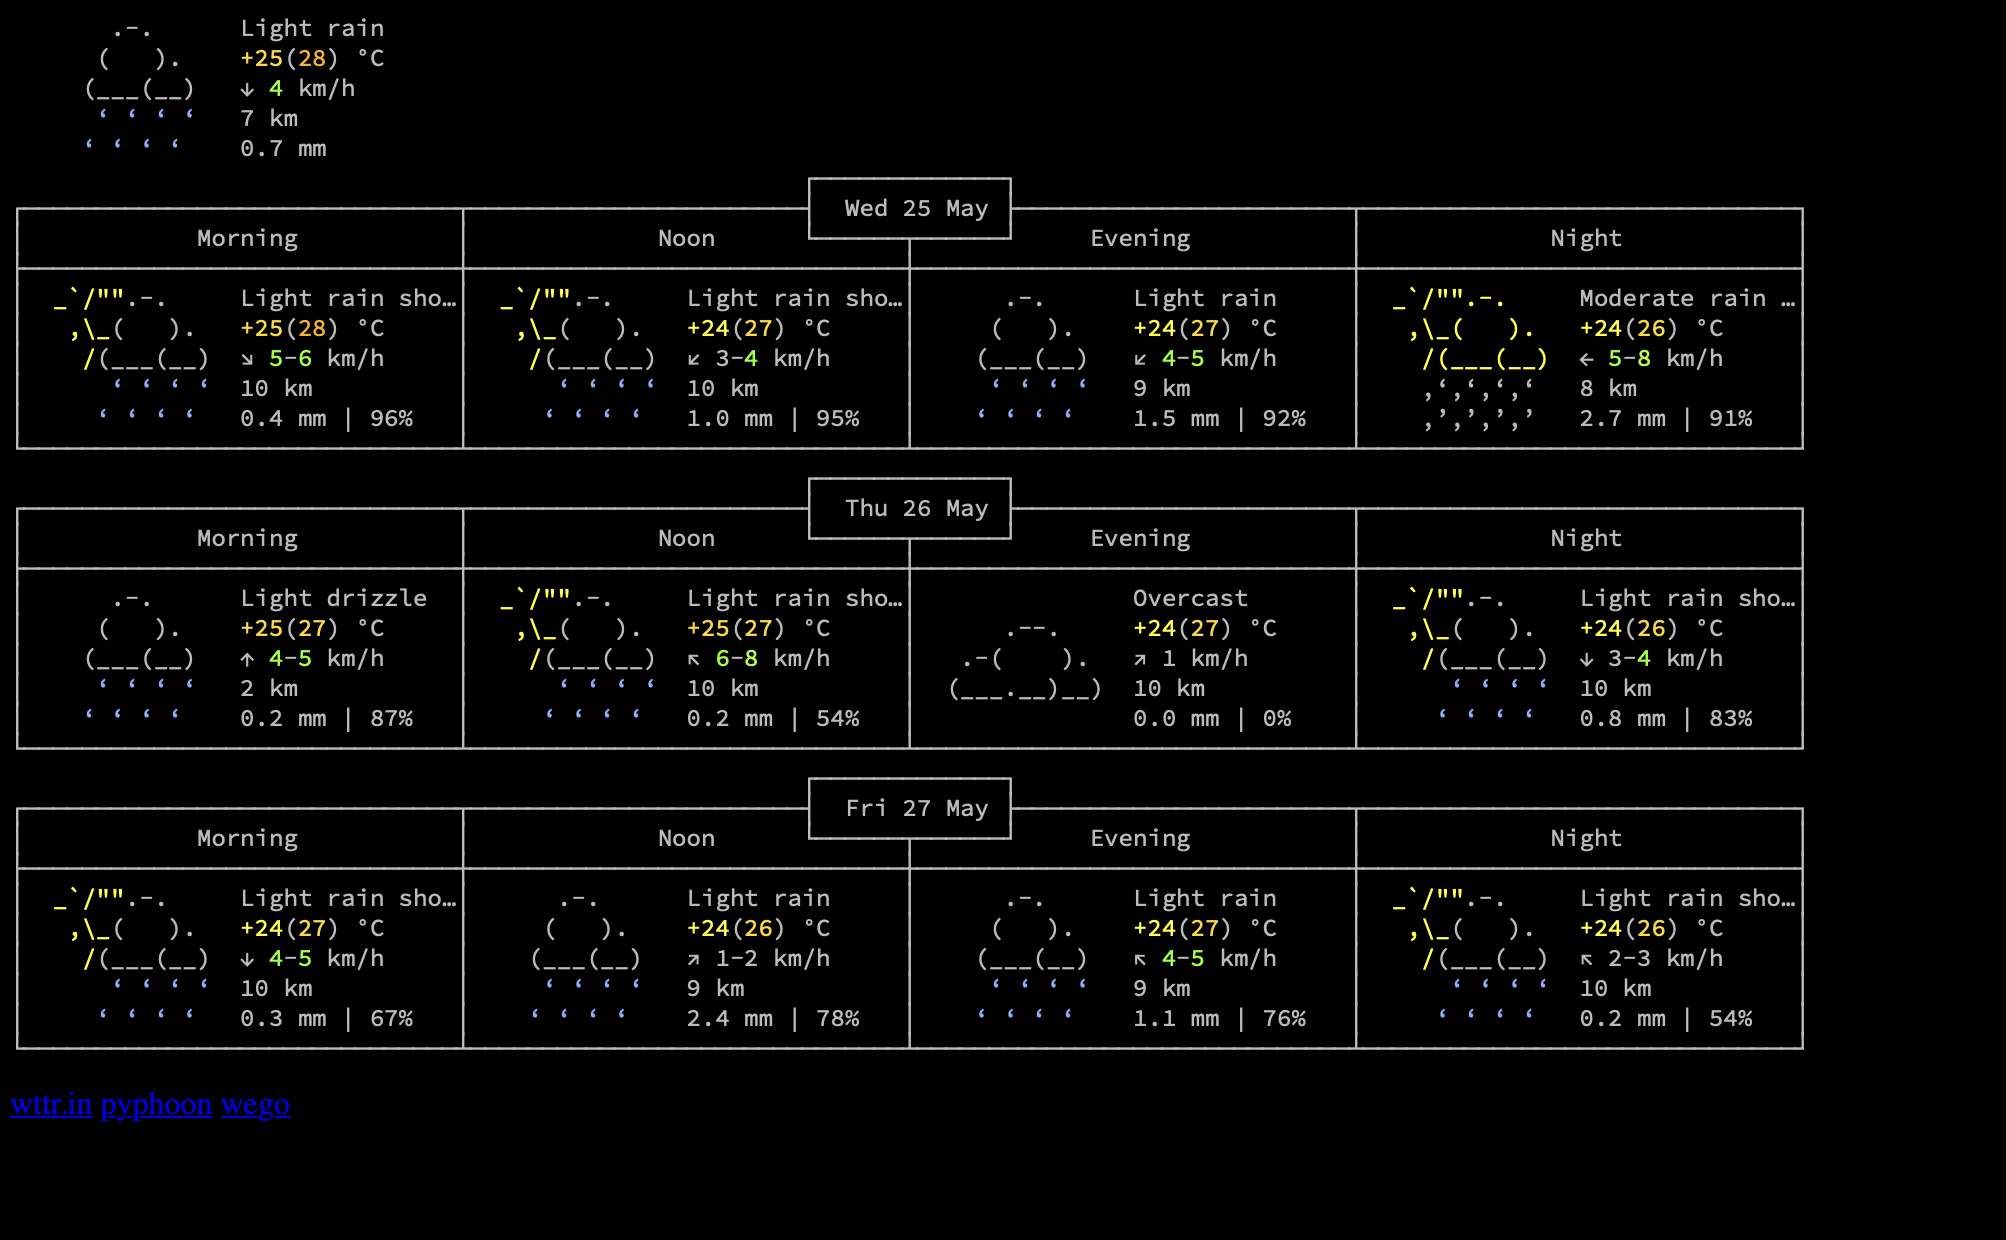 Light rain
+25(28) °C
↓ 4 km/h
7 km
0.7 mm
Wed 25 May
Morning Noon Evening Night
Light rain sho… Light rain sho… Light rain Moderate rain …
+25(28) °C +24(27) °C +24(27) °C +24(26) °C
↘ 5-6 km/h ↙ 3-4 km/h ↙ 4-5 km/h ← 5-8 km/h
10 km 10 km 9 km 8 km
0.4 mm | 96% 1.0 mm | 95% 1.5 mm | 92% 2.7 mm | 91%
Thu 26 May
Morning Noon Evening Night
Light drizzle Light rain sho… Overcast Light rain sho…
+25(27) °C +25(27) °C +24(27) °C +24(26) °C
↑ 4-5 km/h ↖ 6-8 km/h ↗ 1 km/h ↓ 3-4 km/h
2 km 10 km 10 km 10 km
0.2 mm | 87% 0.2 mm | 54% 0.0 mm | 0% 0.8 mm | 83%
Fri 27 May
Morning Noon Evening Night
Light rain sho… Light rain Light rain Light rain sho…
+24(27) °C +24(26) °C +24(27) °C +24(26) °C
↓ 4-5 km/h ↗ 1-2 km/h ↖ 4-5 km/h ↖ 2-3 km/h
10 km 9 km 9 km 10 km
0.3 mm | 67% 2.4 mm | 78% 1.1 mm | 76% 0.2 mm | 54%
wttr.in pyphoon wego